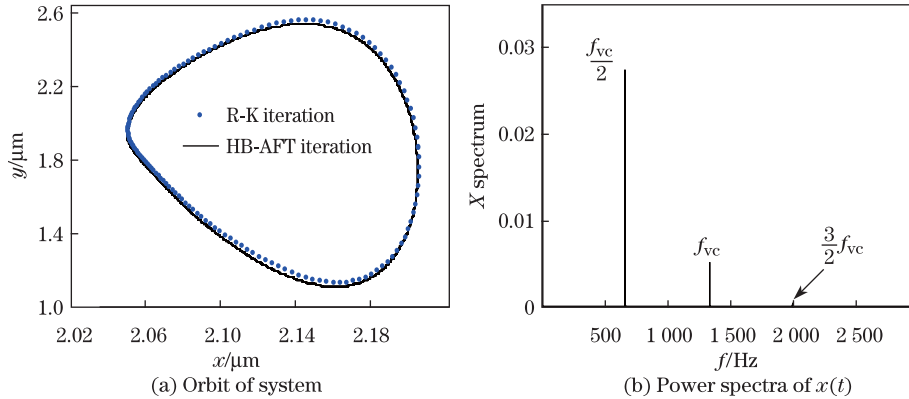 2.6
2.2
1.8
1.4
1.0
y/μm
R-K iteration
HB-AFT iteration
2.02
2.06
2.10
2.14
2.18
x/μm
(a) Orbit of system
0.03
0.02
0.01
0
X spectrum
f_vc/2
f_vc
3/2 f_vc
500
1 000
1 500
2 000
2 500
f/Hz
(b) Power spectra of x(t)